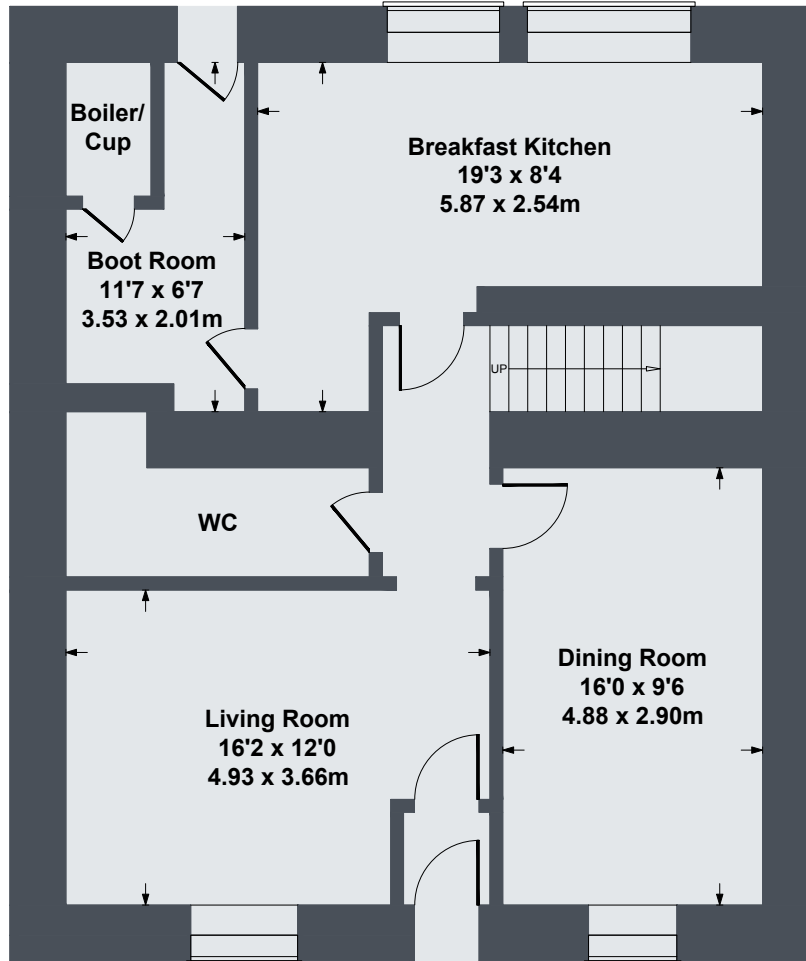 Boiler/
Cup
Breakfast Kitchen
19'3 x 8'4
5.87 x 2.54m
Boot Room
11'7 x 6'7
3.53 x 2.01m
UP
WC
Dining Room
16'0 x 9'6
4.88 x 2.90m
Living Room
16'2 x 12'0
4.93 x 3.66m